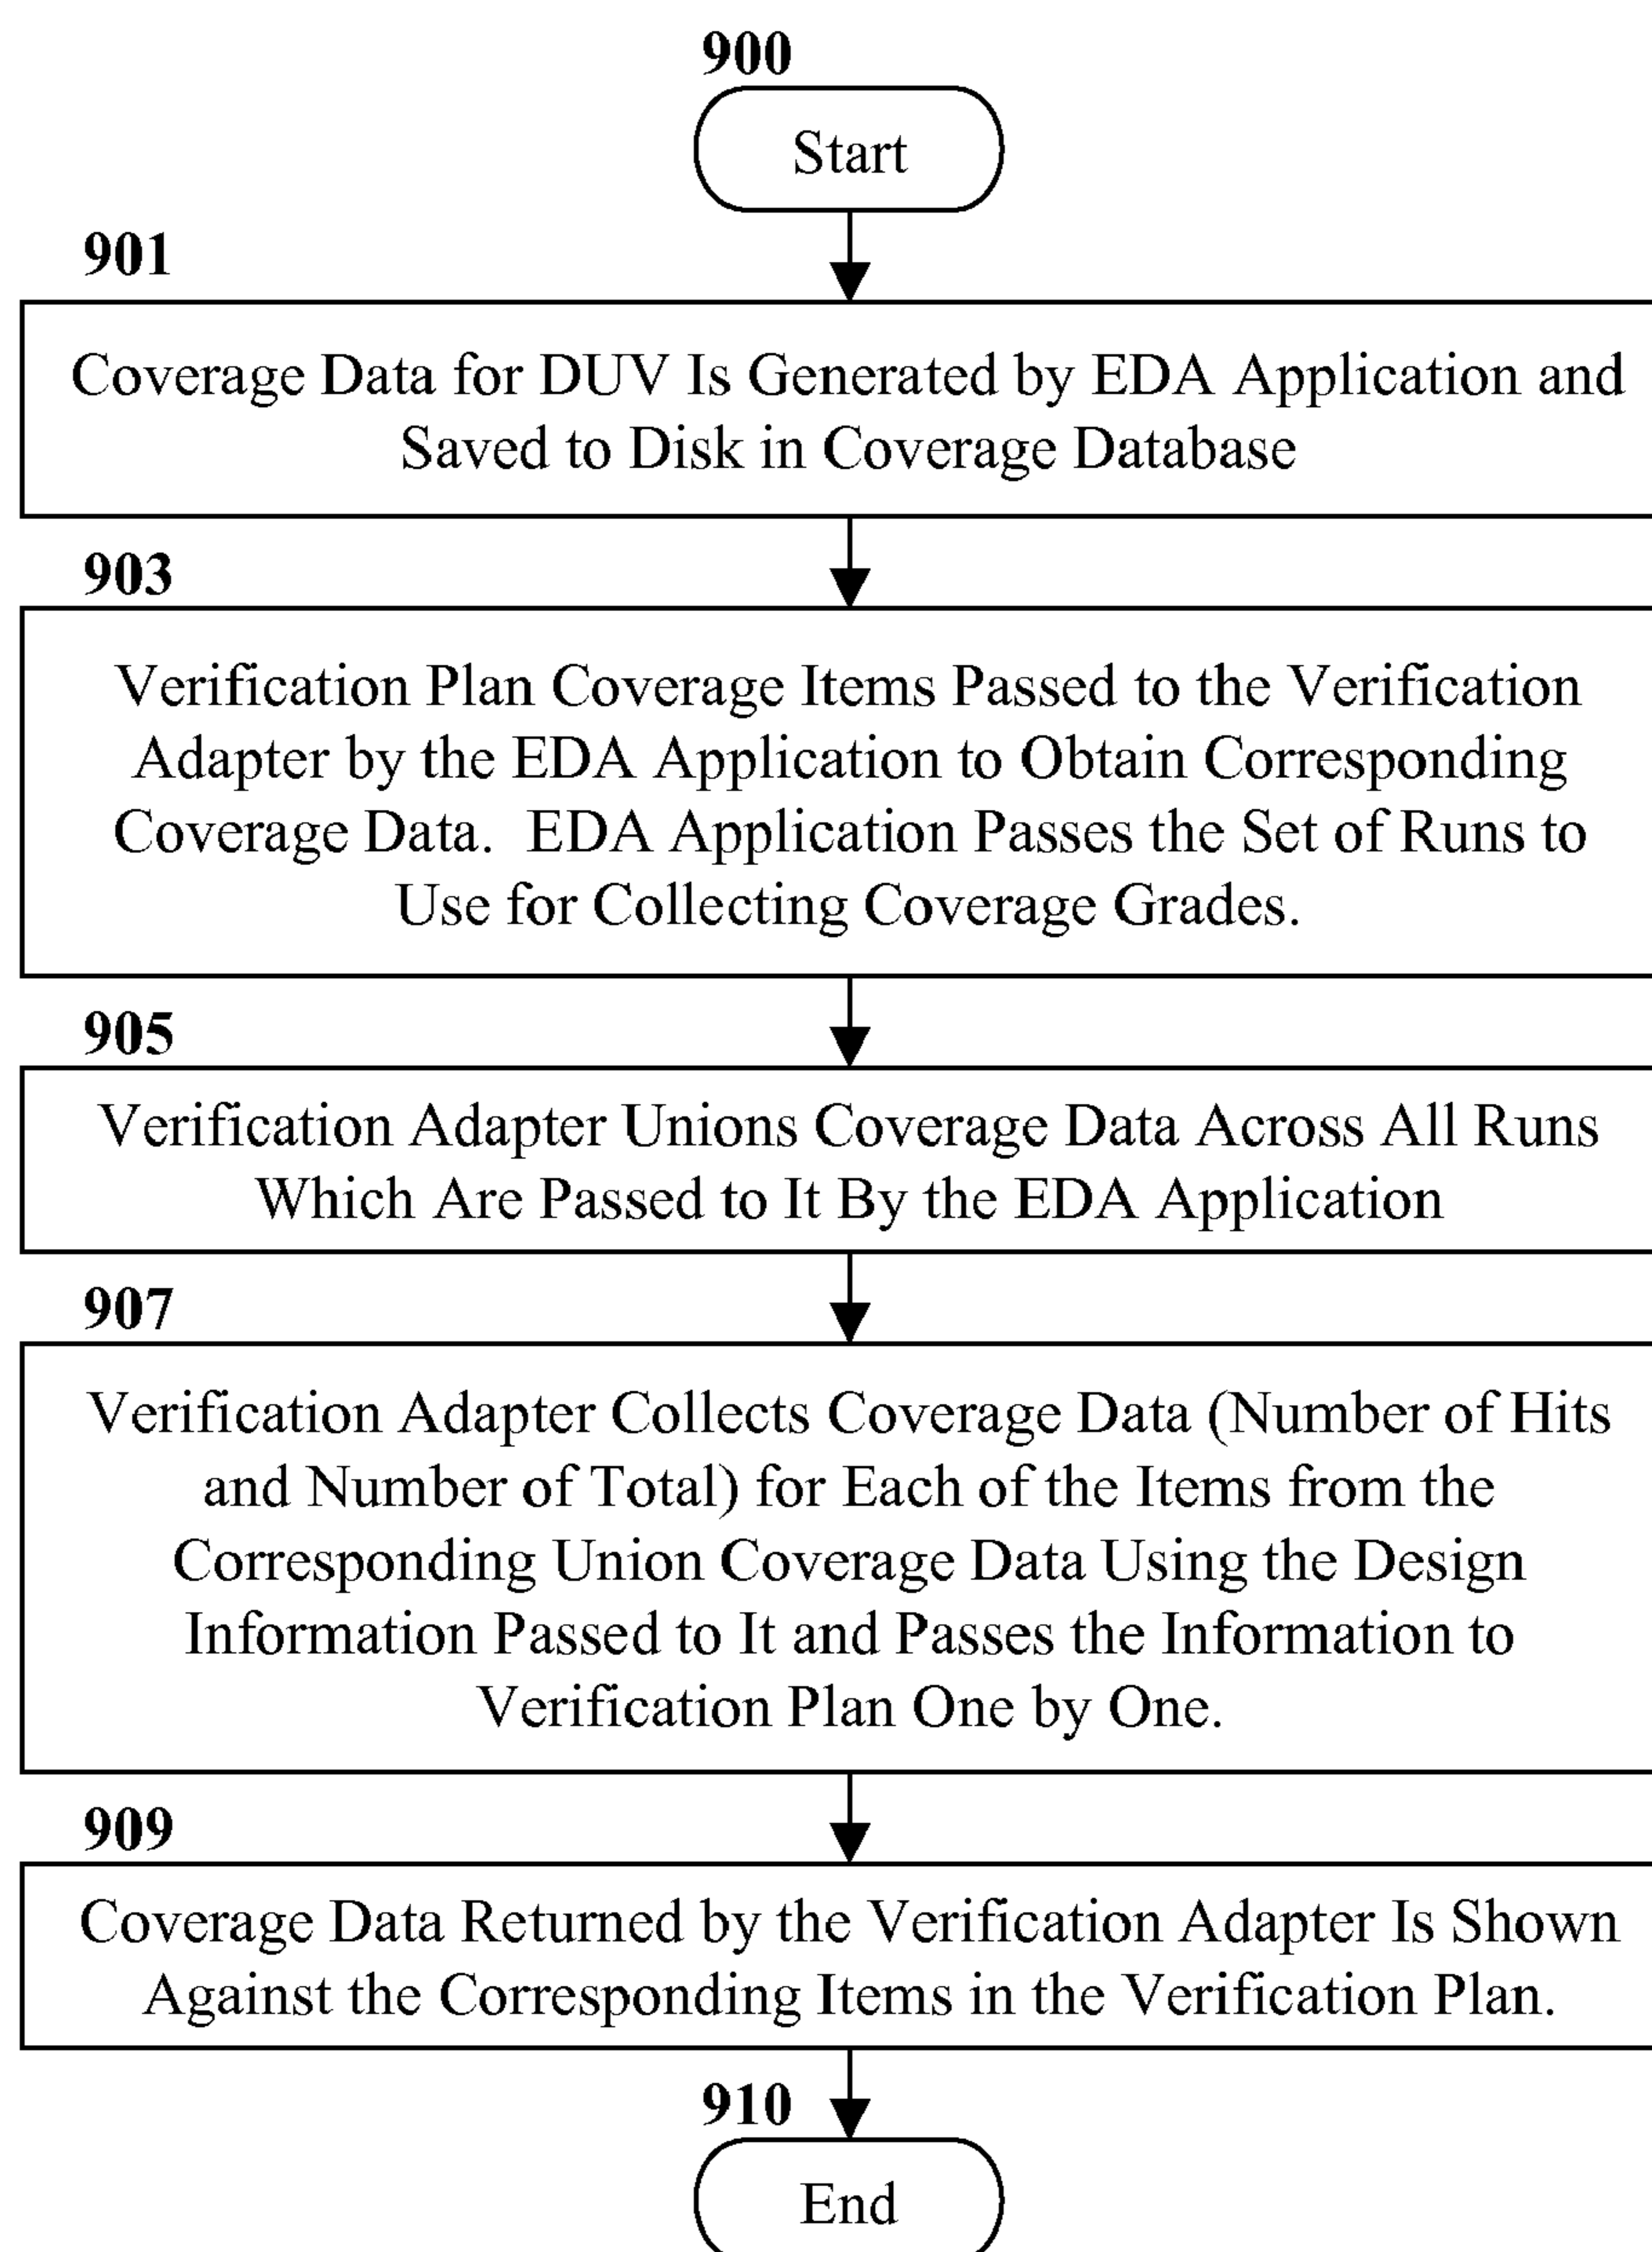 900
Start
901
Coverage Data for DUV Is Generated by EDA Application and
Saved to Disk in Coverage Database
903
Verification Plan Coverage Items Passed to the Verification
Adapter by the EDA Application to Obtain Corresponding
Coverage Data. EDA Application Passes the Set of Runs to
Use for Collecting Coverage Grades.
905
Verification Adapter Unions Coverage Data Across All Runs
Which Are Passed to It By the EDA Application
907
Verification Adapter Collects Coverage Data (Number of Hits
and Number of Total) for Each of the Items from the
Corresponding Union Coverage Data Using the Design
Information Passed to It and Passes the Information to
Verification Plan One by One.
909
Coverage Data Returned by the Verification Adapter Is Shown
Against the Corresponding Items in the Verification Plan.
910
End